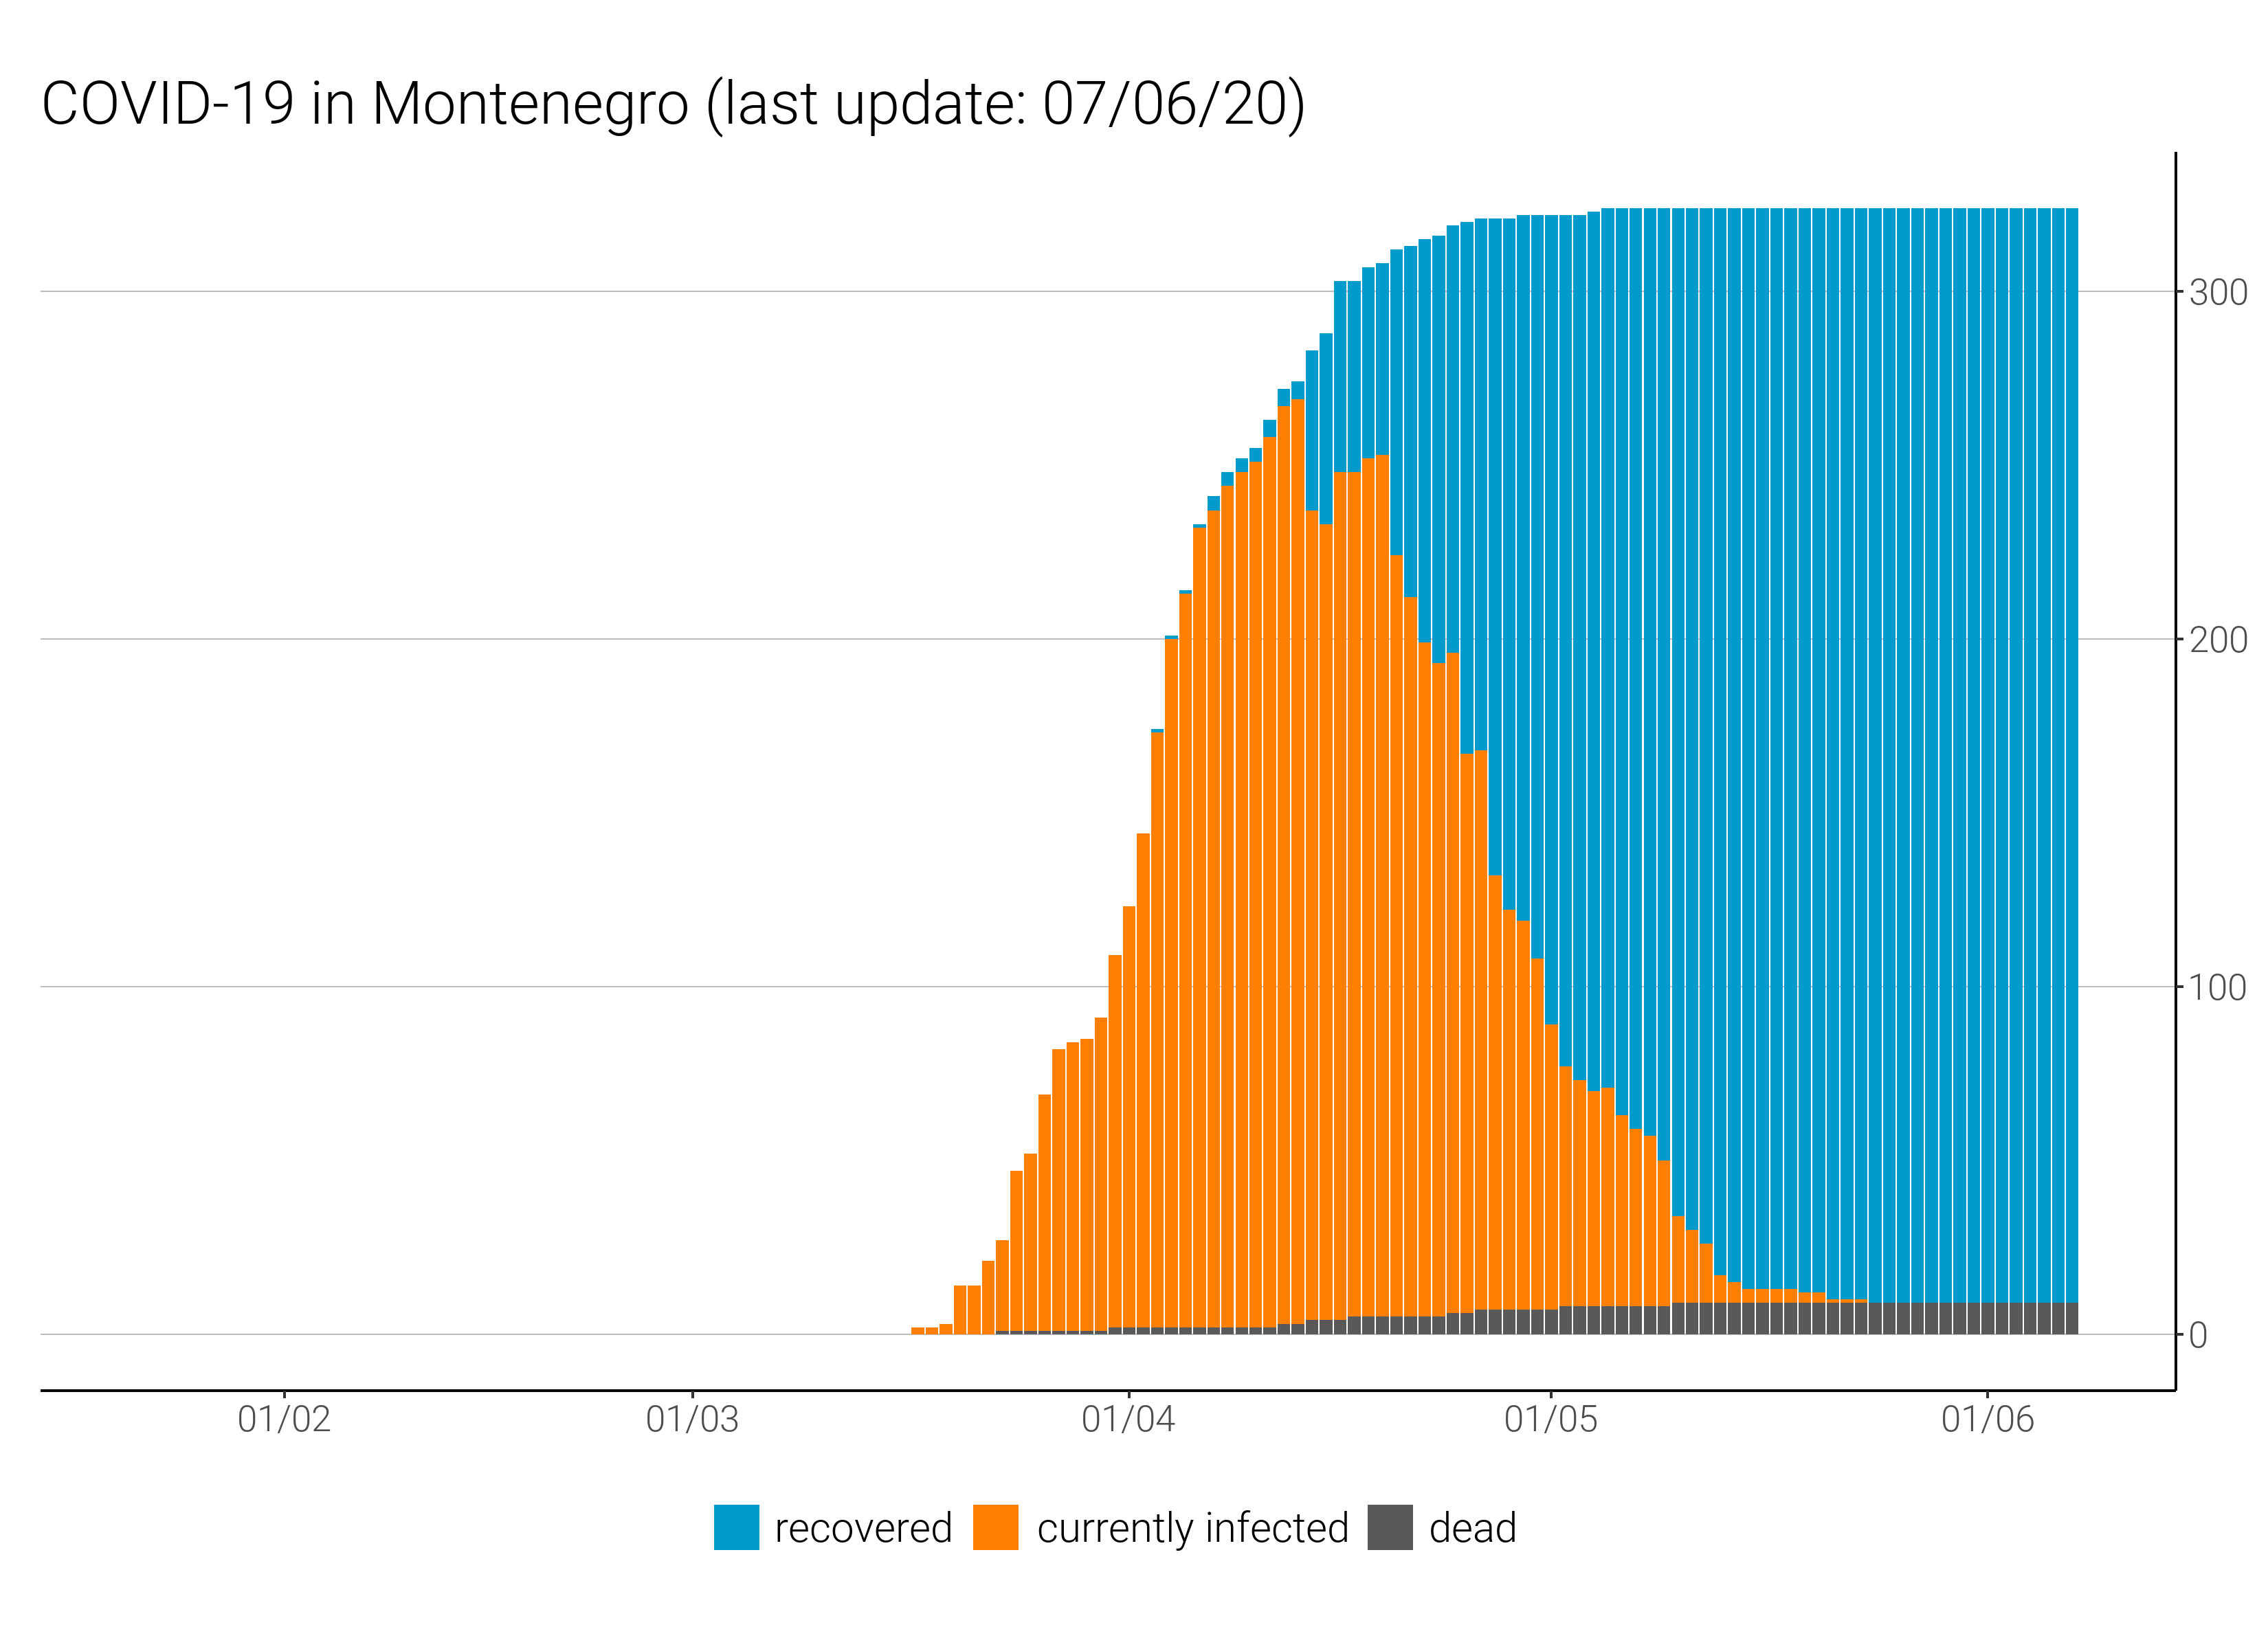 COVID-19 in Montenegro (last update: 07/06/20)
300
200
100
0
01/02 01/03 01/04 01/05 01/06
recovered currently infected dead